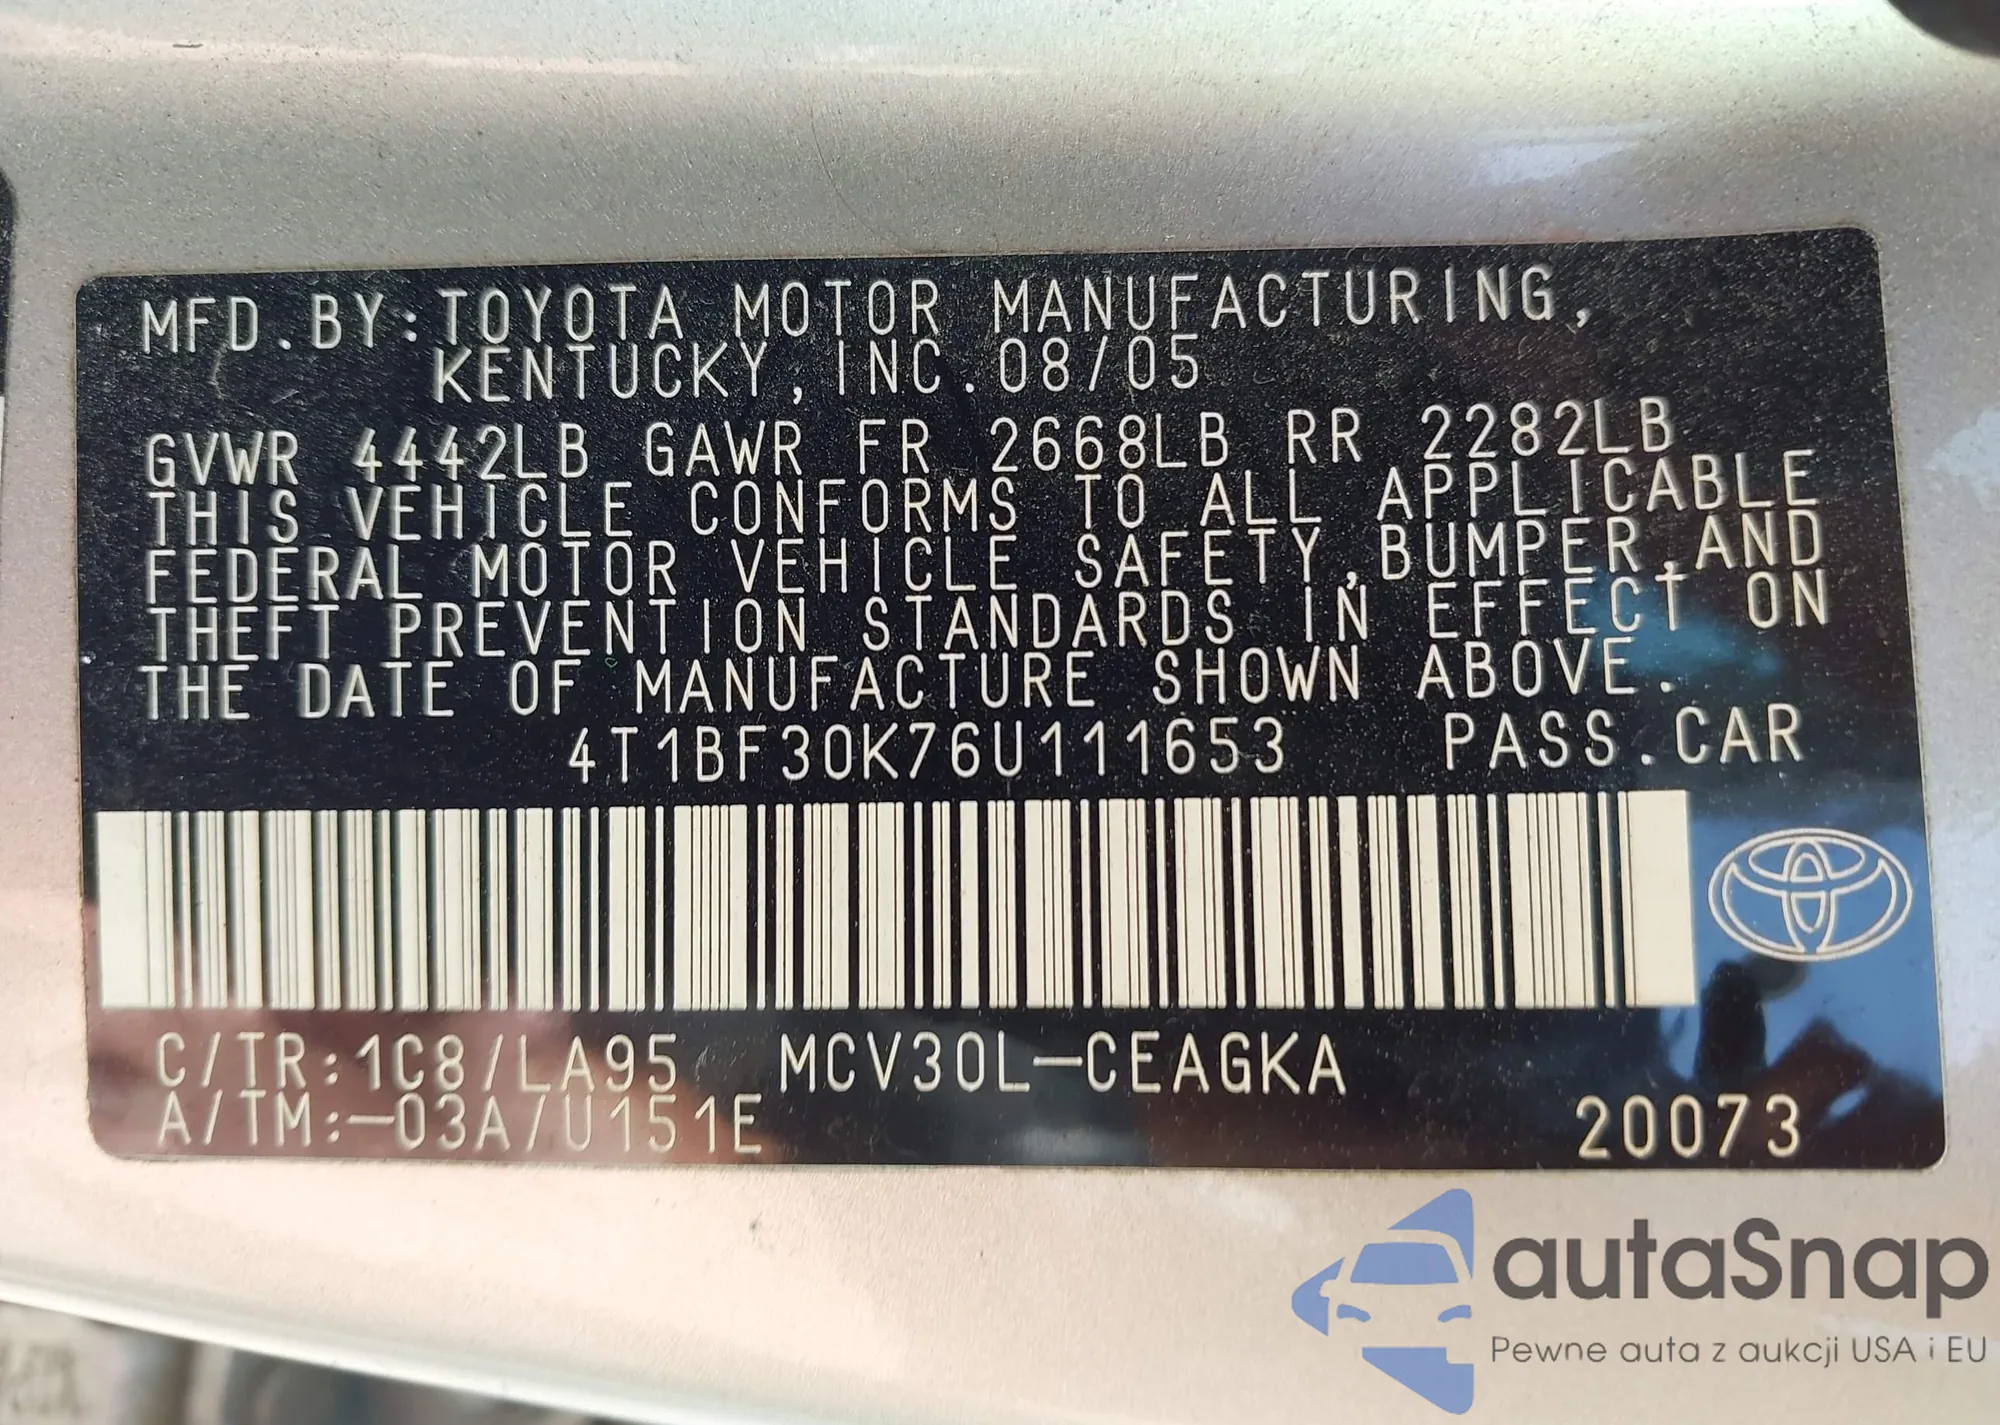 MFD.BY:TOYOTA MOTOR MANUFACTURING,
KENTUCKY,INC.08/05
GVWR 4442LB GAWR FR 2668LB RR 2282LB
THIS VEHICLE CONFORMS TO ALL APPLICABLE
FEDERAL MOTOR VEHICLE SAFETY,BUMPER,AND
THEFT PREVENTION STANDARDS IN EFFECT ON
THE DATE OF MANUFACTURE SHOWN ABOVE.
4T1BF30K76U111653 PASS.CAR
C/TR:1C8/LA95 MCV30L-CEAGKA
A/TM:-03A/U151E 20073
autaSnap
Pewne auta z aukcji USA i EU